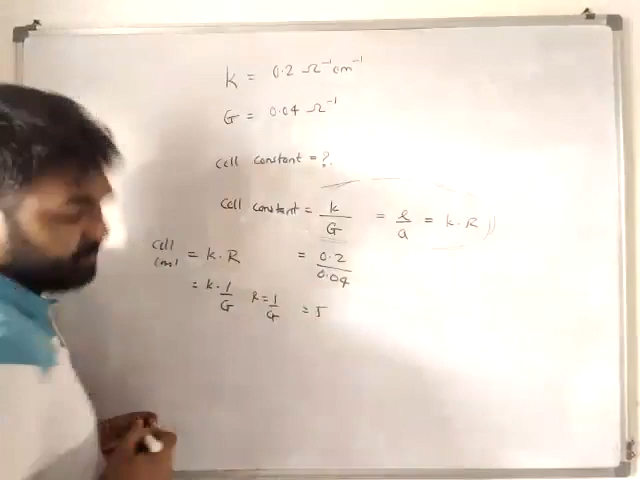 k = 0.2 Ω⁻¹ cm⁻¹
G = 0.04 Ω⁻¹
Cell constant = ?
Cell constant = k/G = l/a = k.R //
Cell const = k.R = 0.2/0.04
= k.1/G R=1/G = 5